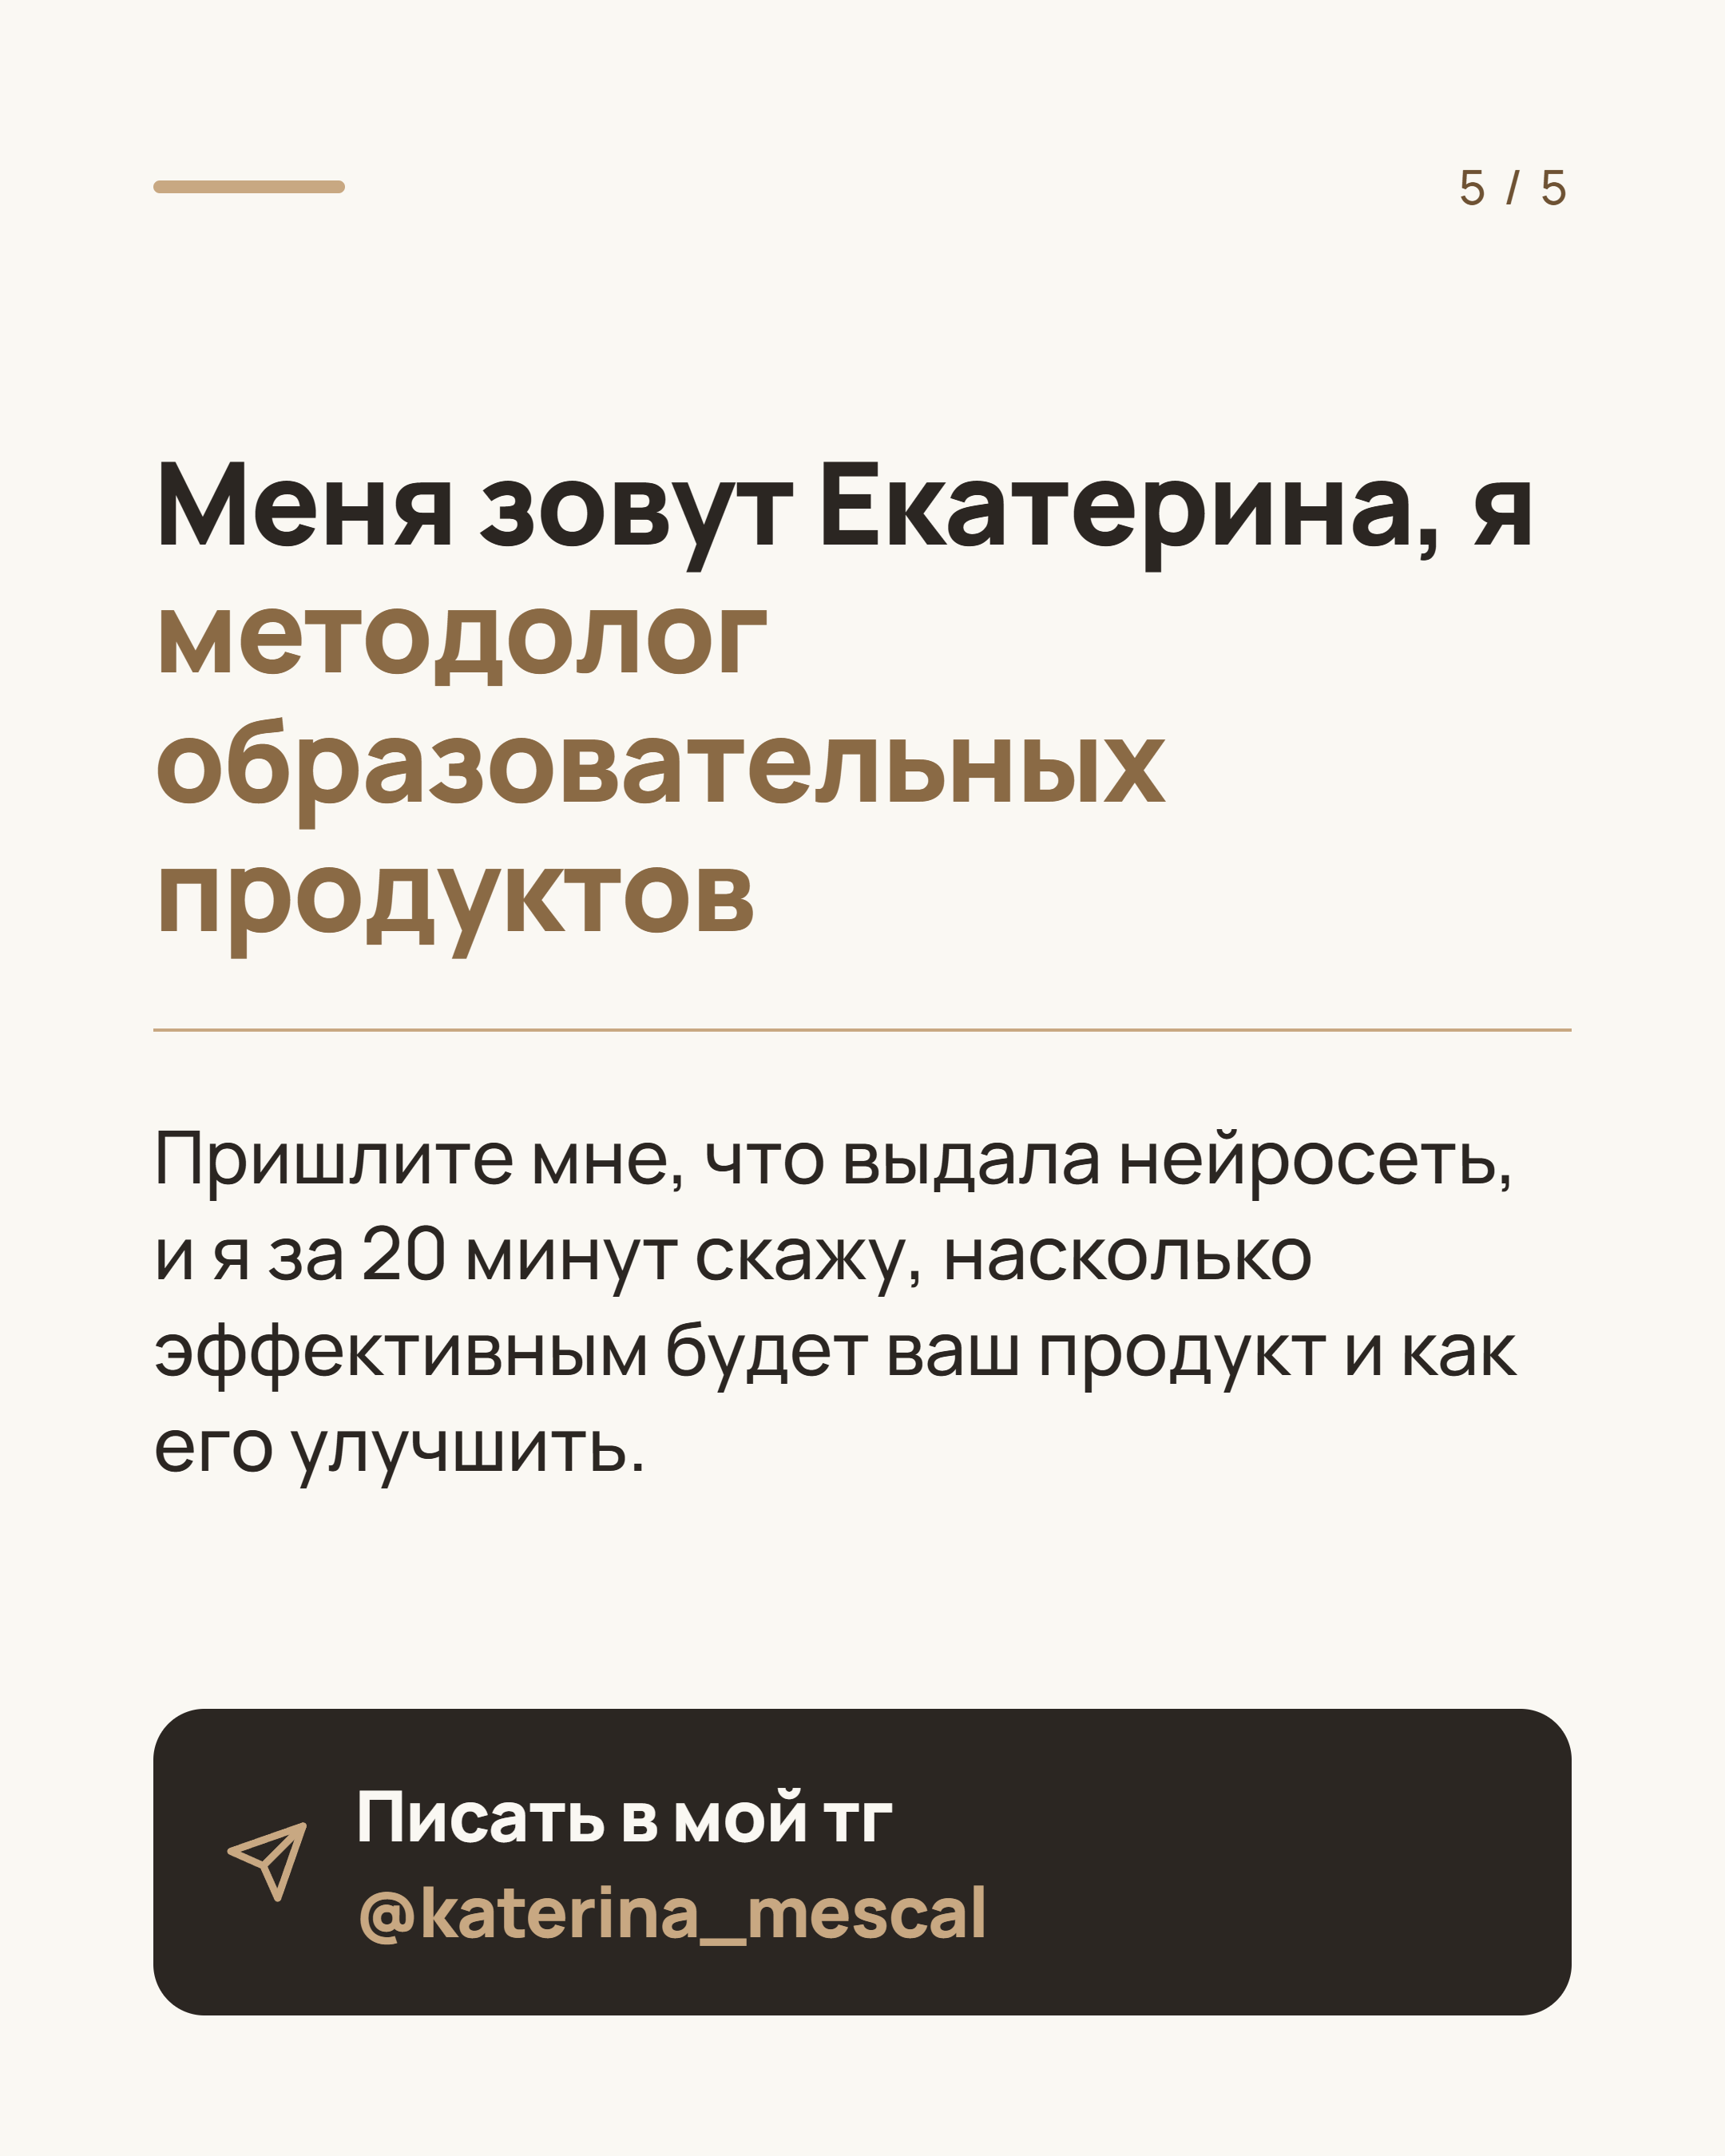 5 / 5
Меня зовут Екатерина, я
методолог
образовательных
продуктов
Пришлите мне, что выдала нейросеть,
и я за 20 минут скажу, насколько
эффективным будет ваш продукт и как
его улучшить.
Писать в мой тг
@katerina_mescal